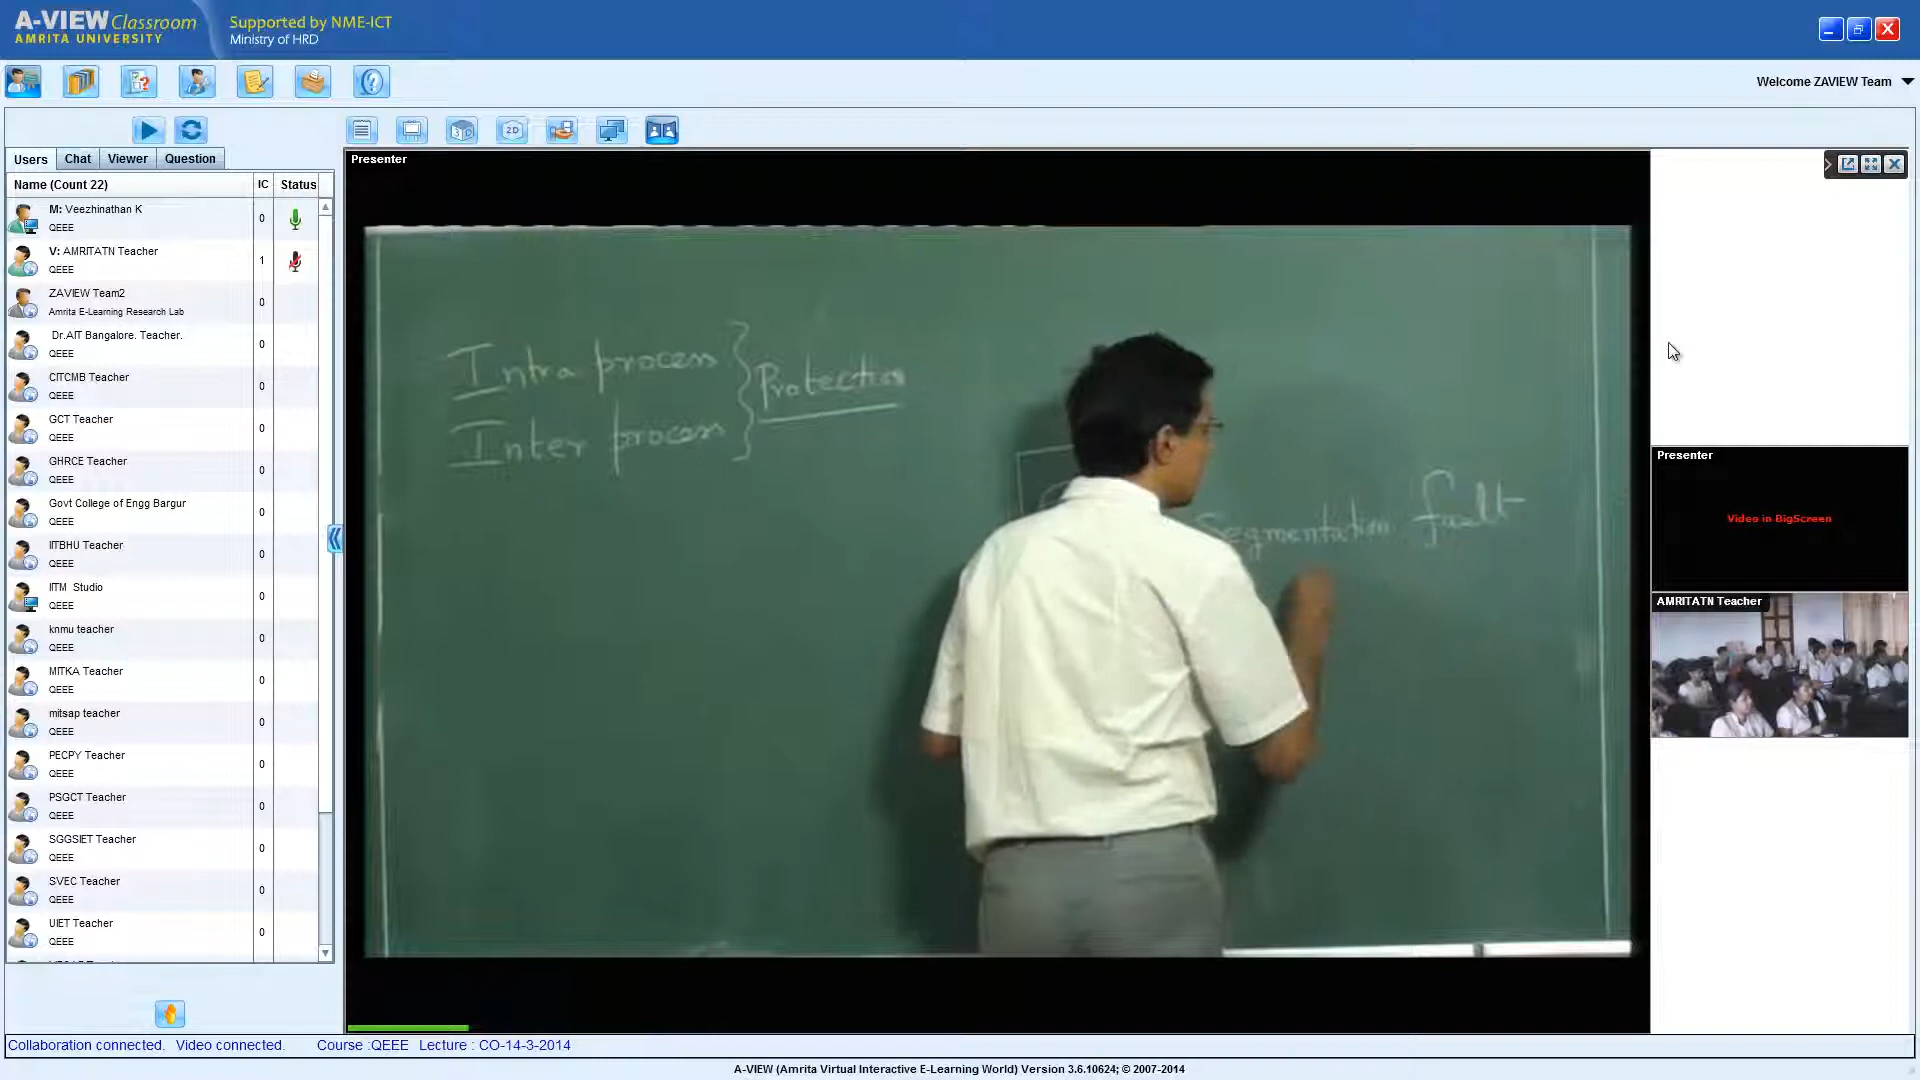 A-VIEW Classroom
AMRITA UNIVERSITY
Supported by NME-ICT
Ministry of HRD
Welcome ZAVIEW Team
3D
2D
Users Chat Viewer Question
Name (Count 22) IC Status
M: Veezhinathan K
QEEE
0
V: AMRITATN Teacher
QEEE
1
ZAVIEW Team2
Amrita E-Learning Research Lab
0
Dr.AIT Bangalore. Teacher.
QEEE
0
CITCMB Teacher
QEEE
0
GCT Teacher
QEEE
0
GHRCE Teacher
QEEE
0
Govt College of Engg Bargur
QEEE
0
IITBHU Teacher
QEEE
0
IITM Studio
QEEE
0
knmu teacher
QEEE
0
MITKA Teacher
QEEE
0
mitsap teacher
QEEE
0
PECPY Teacher
QEEE
0
PSGCT Teacher
QEEE
0
SGGSIET Teacher
QEEE
0
SVEC Teacher
QEEE
0
UIET Teacher
QEEE
0
Presenter
Intra process
Inter process
Protection
Segmentation fault
Presenter
Video in BigScreen
AMRITATN Teacher
Collaboration connected. Video connected. Course :QEEE Lecture : CO-14-3-2014
A-VIEW (Amrita Virtual Interactive E-Learning World) Version 3.6.10624; © 2007-2014